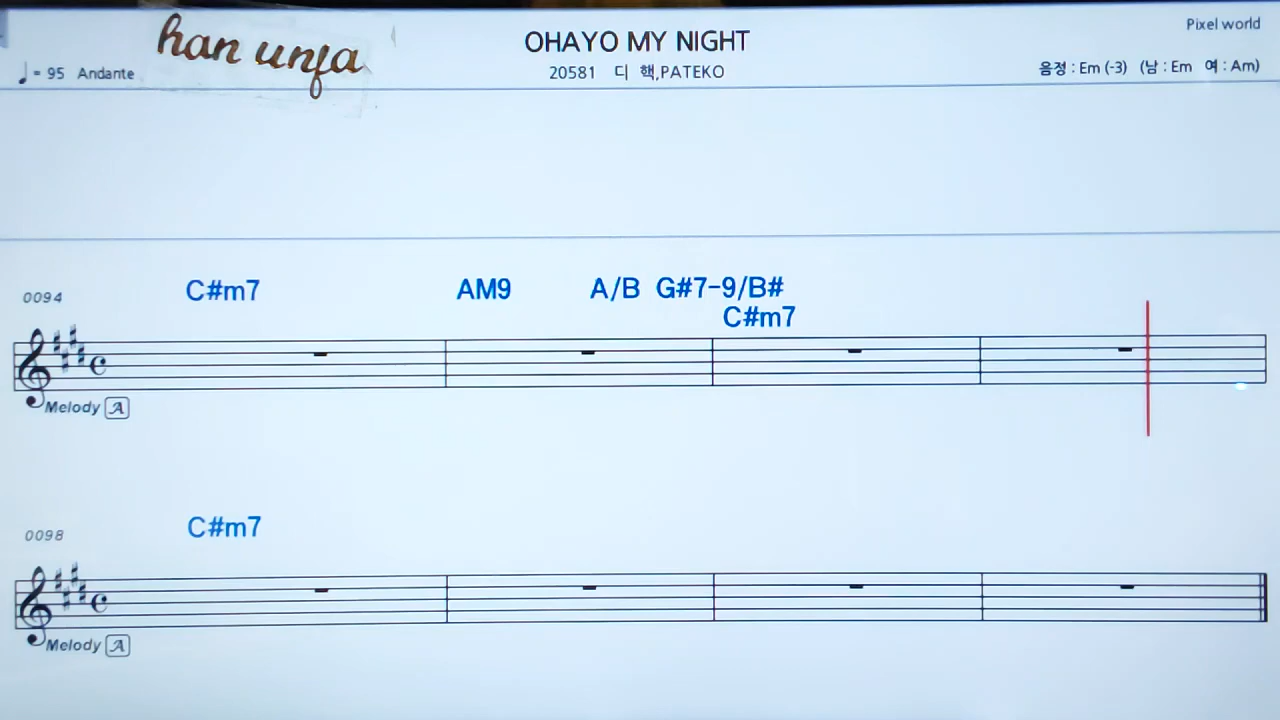 han unfa
OHAYO MY NIGHT
Pixel world
= 95 Andante
20581 디 핵,PATEKO
음정 : Em (-3) (남 : Em 여 : Am)
0094
C#m7 AM9 A/B G#7-9/B#
C#m7
Melody A
0098
C#m7
Melody A